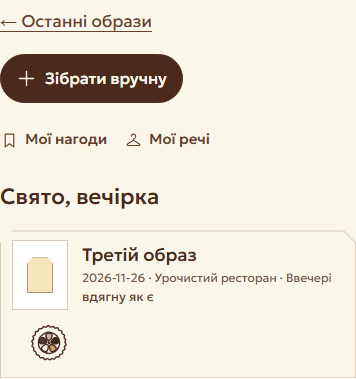 ← Останні образи
+ Зібрати вручну
Мої нагоди Мої речі
Свято, вечірка
Третій образ
2026-11-26 · Урочистий ресторан · Ввечері
вдягну як є